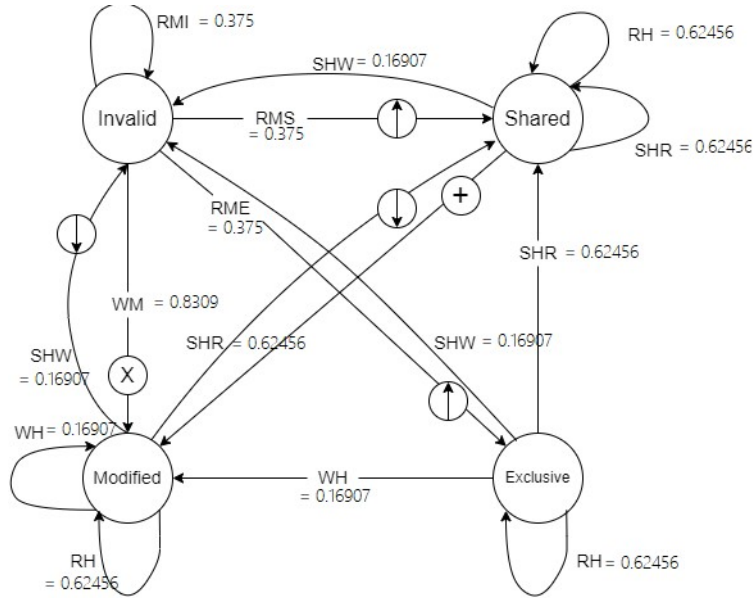 RMI = 0.375
RH = 0.62456
SHW = 0.16907
Invalid
RMS
= 0.375
Shared
SHR = 0.62456
RME
= 0.375
+
SHR = 0.62456
WM = 0.8309
SHR = 0.62456
SHW = 0.16907
SHW
= 0.16907
X
WH = 0.16907
Modified
WH
= 0.16907
Exclusive
RH
= 0.62456
RH = 0.62456